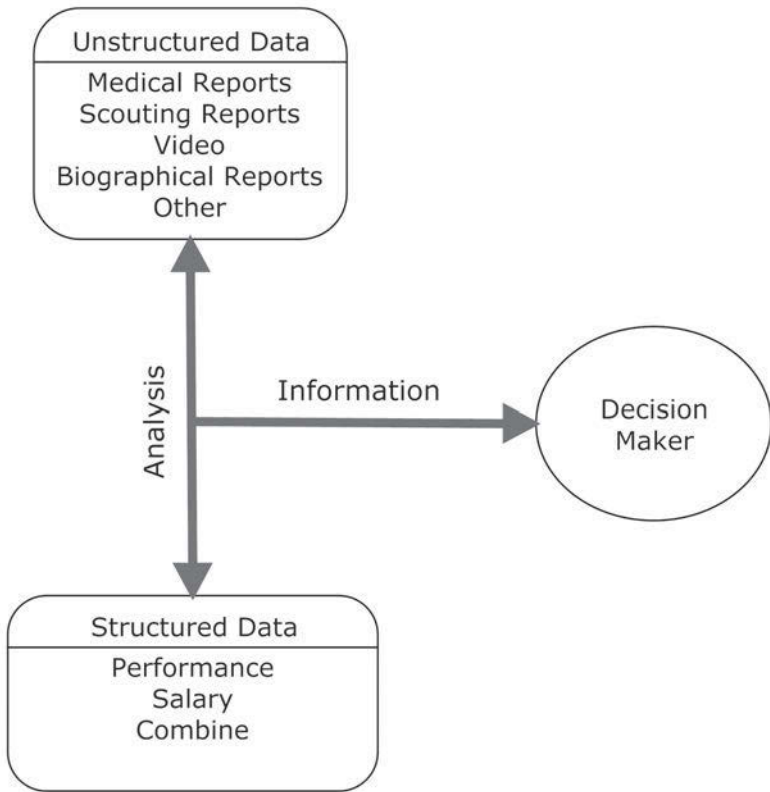 Unstructured Data
Medical Reports
Scouting Reports
Video
Biographical Reports
Other
Analysis
Information
Decision
Maker
Structured Data
Performance
Salary
Combine